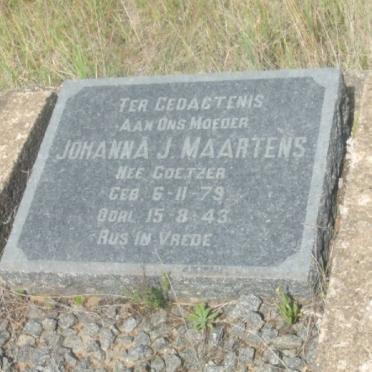 TER GEDAGTENIS
AAN ONS MOEDER
JOHANNA J. MAARTENS
NEE COETZER
GEB. 6-11-79
OORL. 15-8-43
RUS IN VREDE